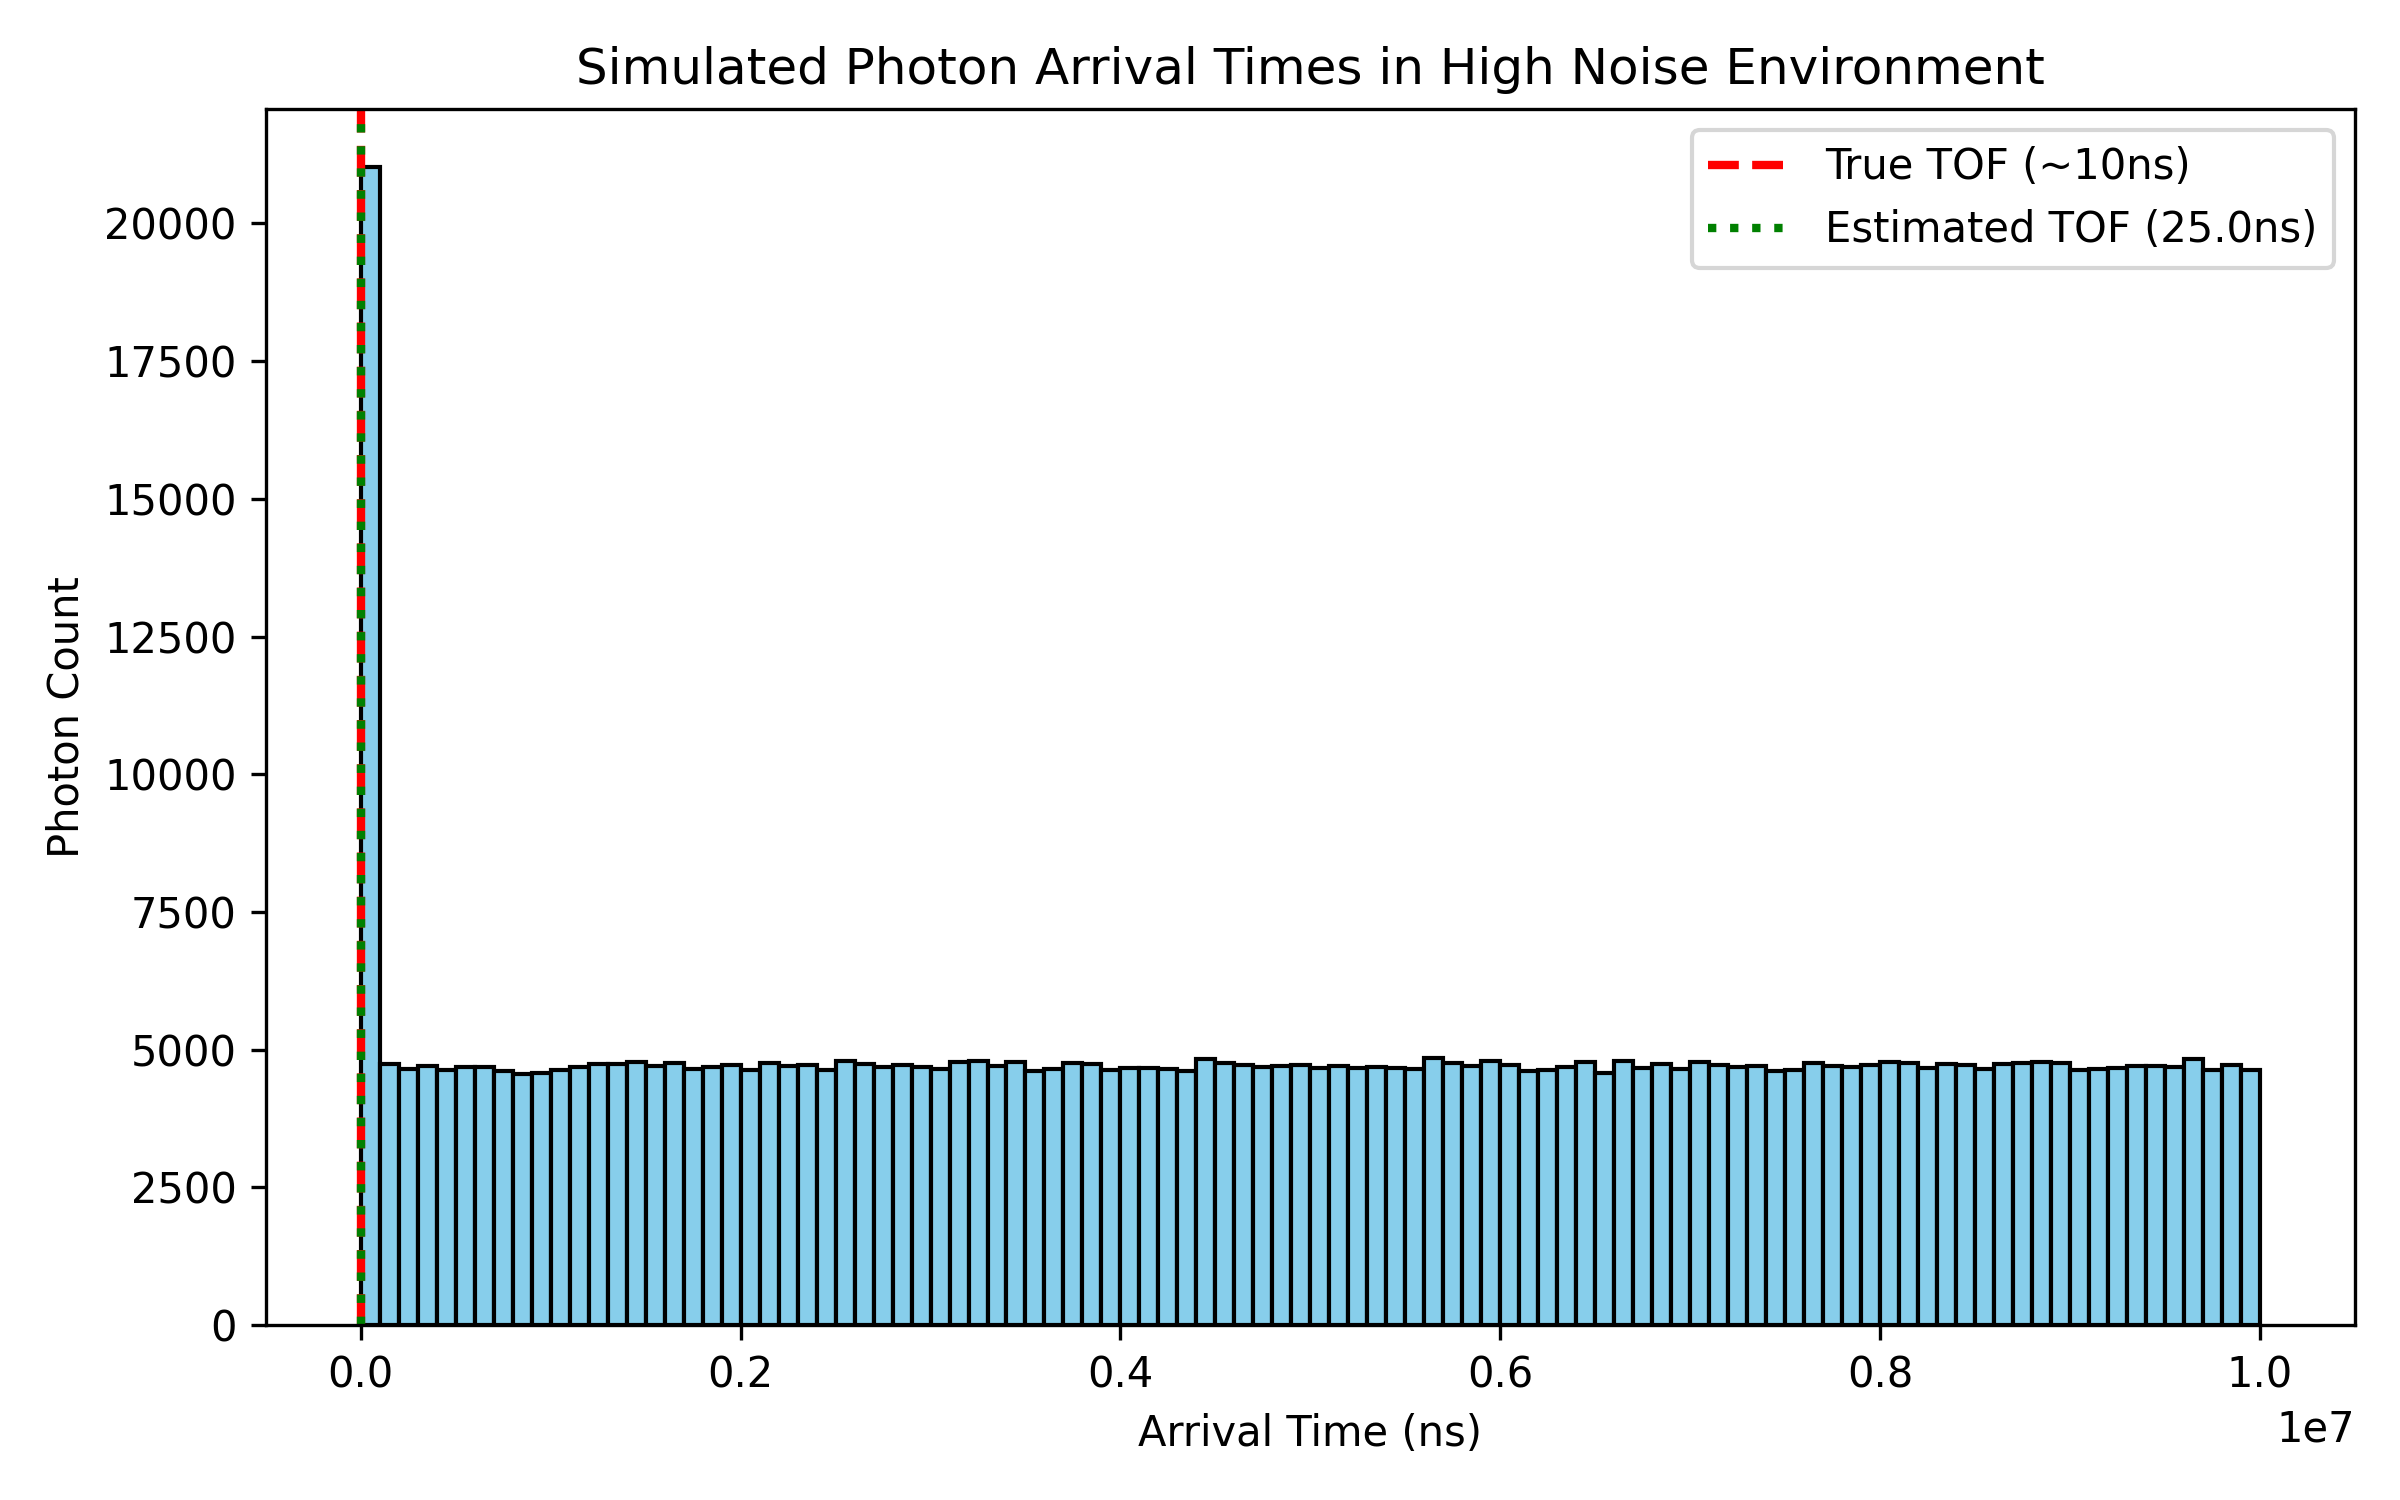 Simulated Photon Arrival Times in High Noise Environment
True TOF (~10ns)
Estimated TOF (25.0ns)
Photon Count
20000
17500
15000
12500
10000
7500
5000
2500
0
0.0 0.2 0.4 0.6 0.8 1.0
1e7
Arrival Time (ns)